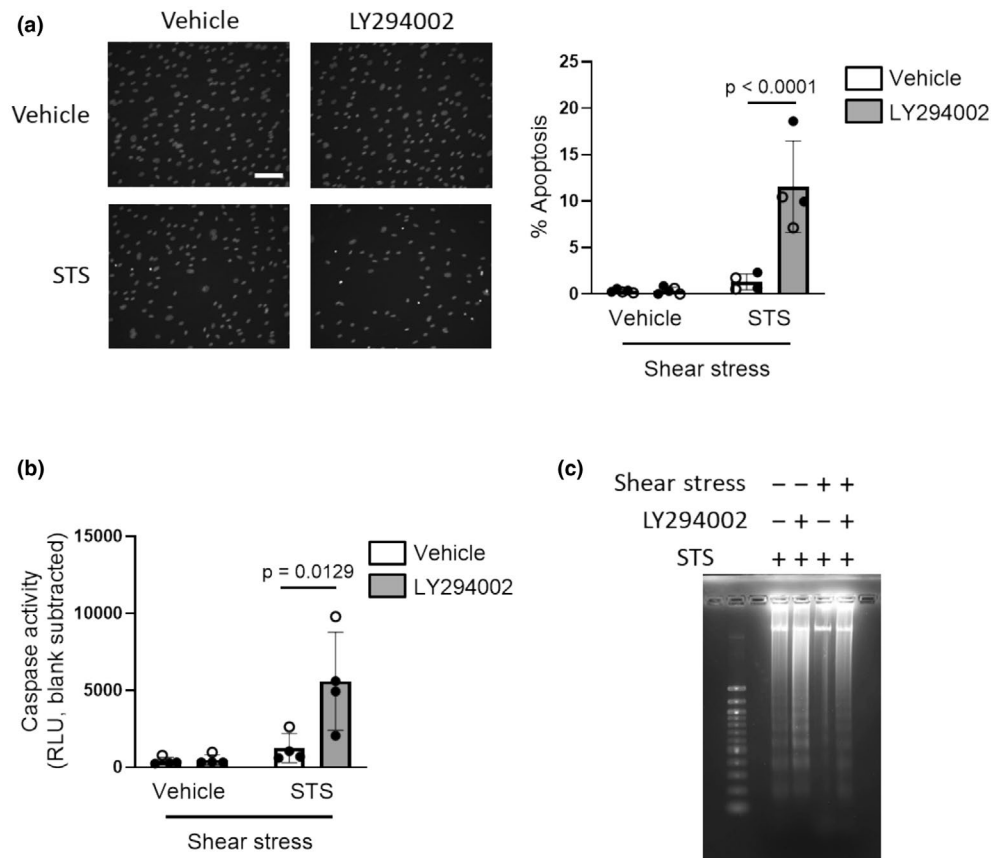 (a)
Vehicle LY294002
Vehicle
STS
25
20
15
10
5
0
% Apoptosis
p < 0.0001
Vehicle
LY294002
Vehicle STS
Shear stress
(b)
15000
10000
5000
0
Caspase activity
(RLU, blank subtracted)
p = 0.0129
Vehicle
LY294002
Vehicle STS
Shear stress
(c)
Shear stress – – + +
LY294002 – + – +
STS + + + +